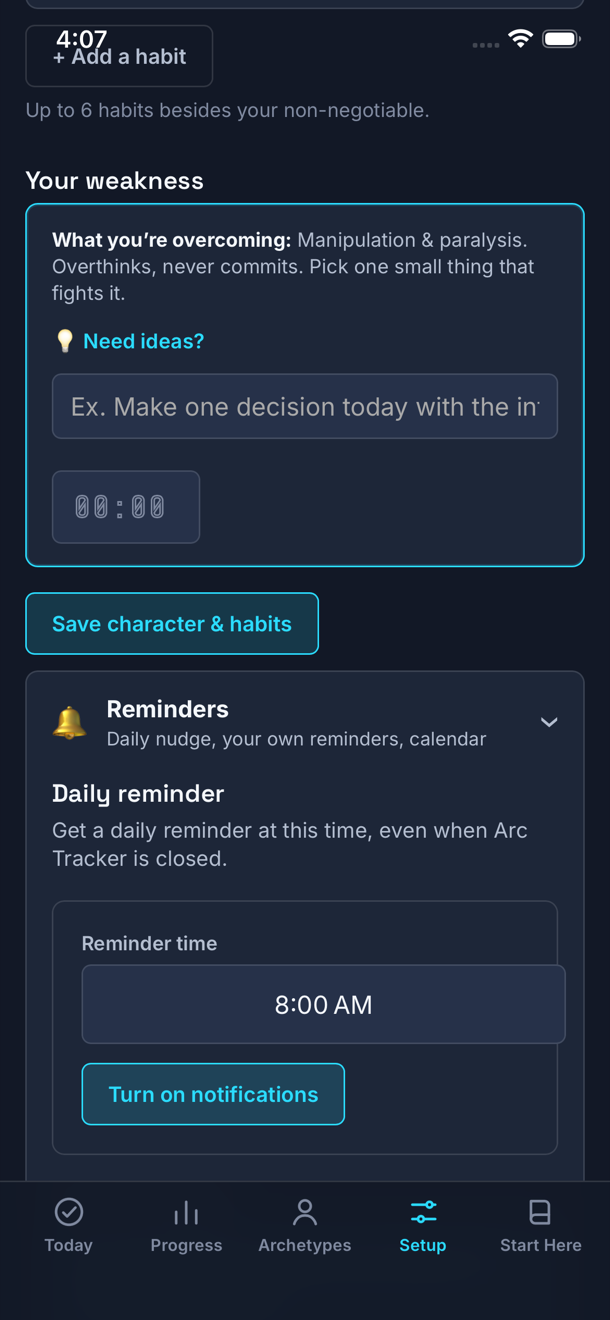 4:07
+ Add a habit
Up to 6 habits besides your non-negotiable.
Your weakness
What you’re overcoming: Manipulation & paralysis.
Overthinks, never commits. Pick one small thing that
fights it.
Need ideas?
Ex. Make one decision today with the in
00:00
Save character & habits
Reminders
Daily nudge, your own reminders, calendar
Daily reminder
Get a daily reminder at this time, even when Arc
Tracker is closed.
Reminder time
8:00 AM
Turn on notifications
Today
Progress
Archetypes
Setup
Start Here